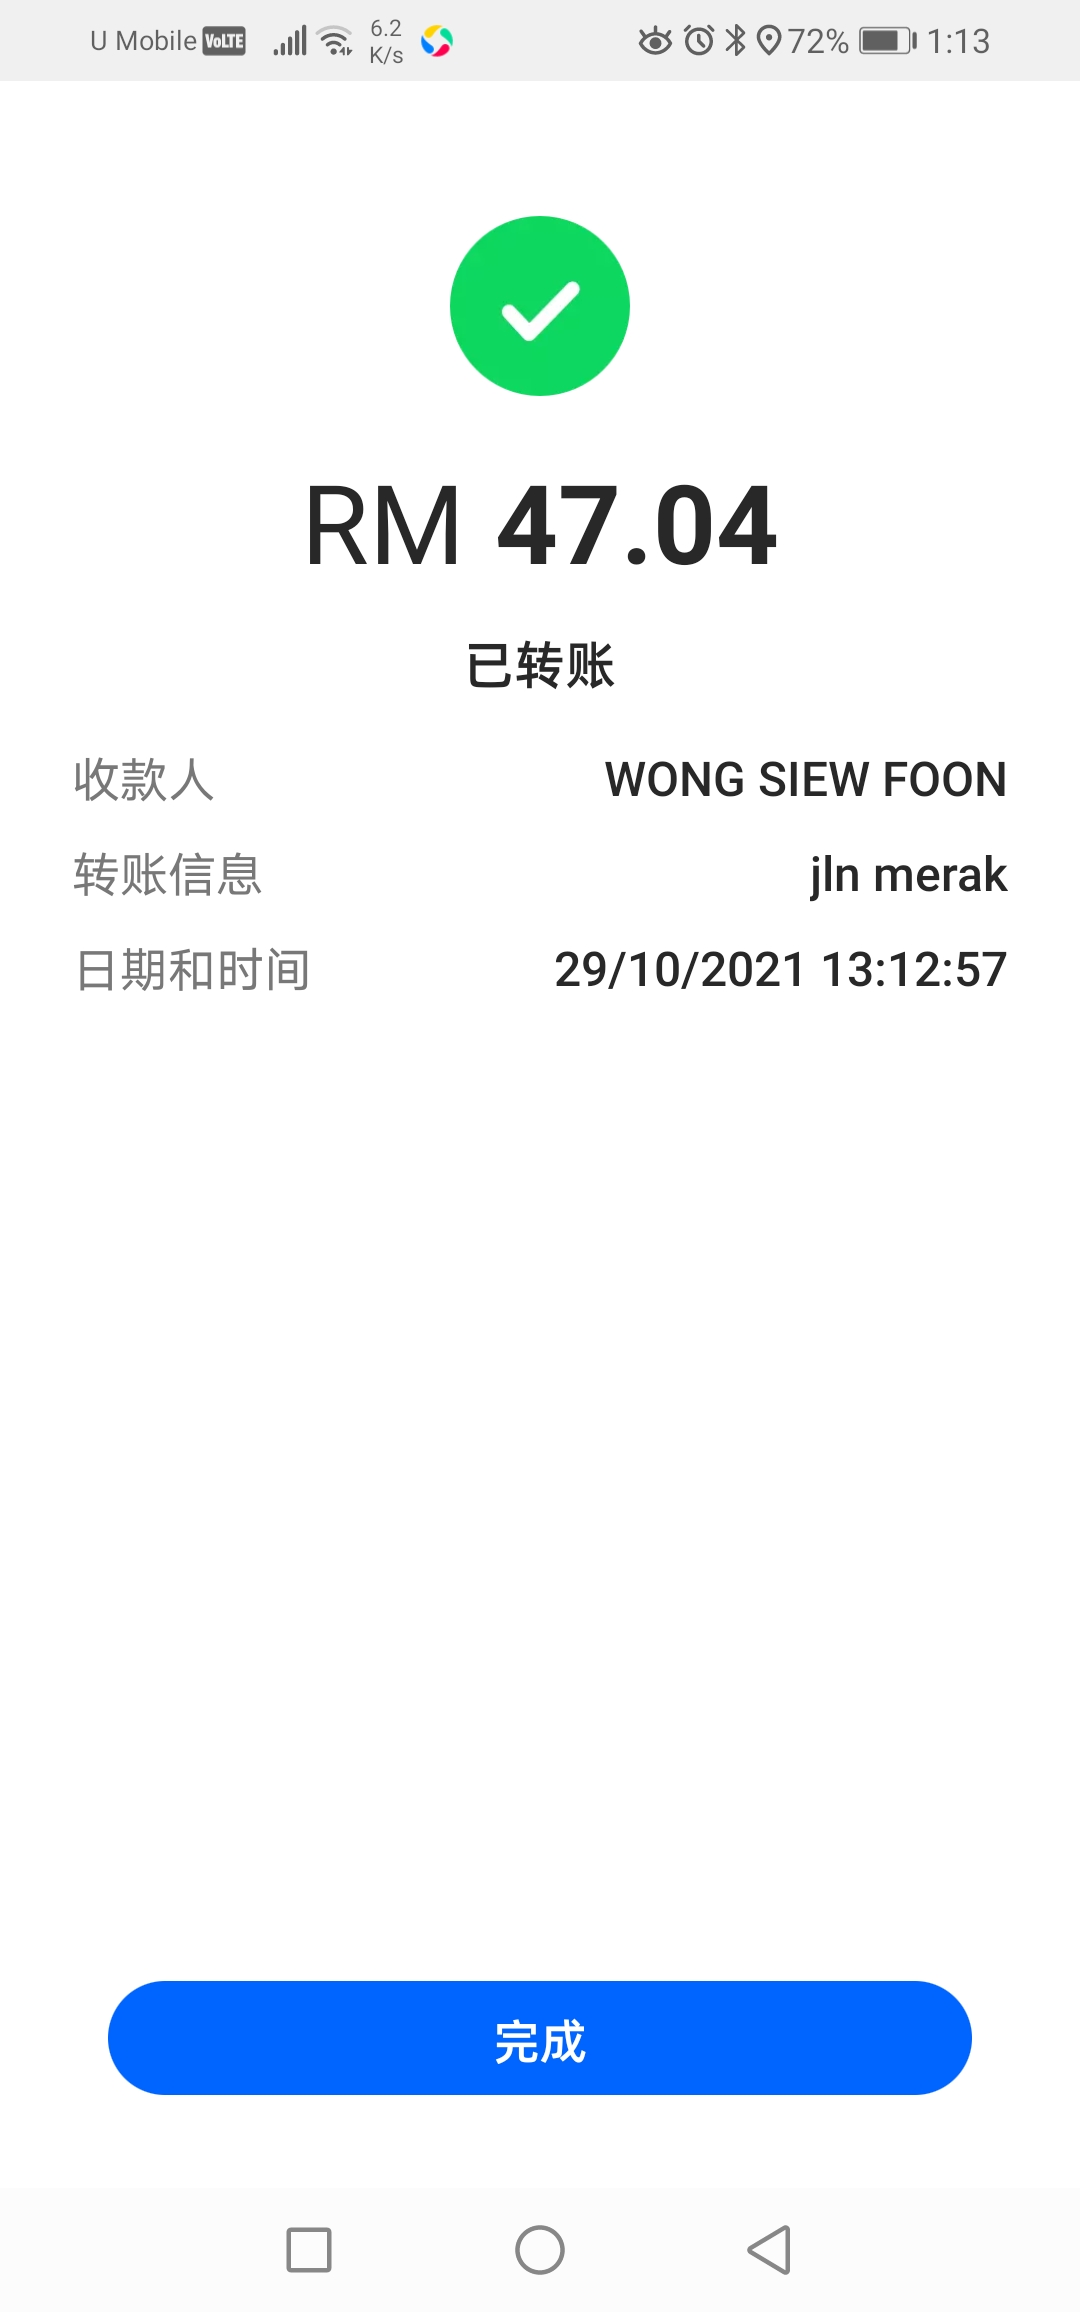 U Mobile VoLTE 6.2 K/s 72% 1:13
RM 47.04
已转账
收款人 WONG SIEW FOON
转账信息 jln merak
日期和时间 29/10/2021 13:12:57
完成